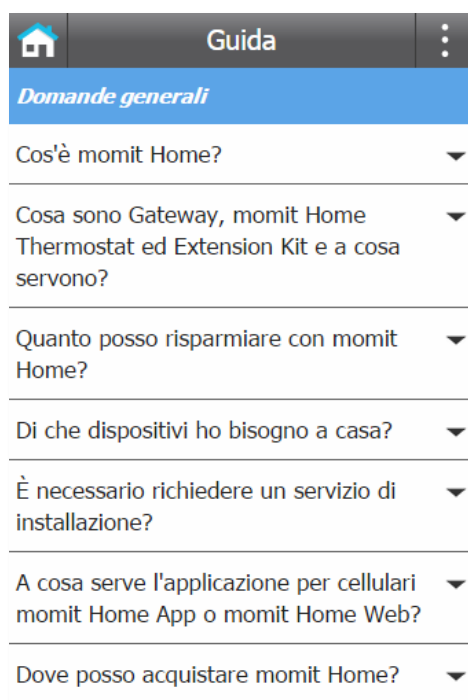 Guida
Domande generali
Cos'è momit Home?
Cosa sono Gateway, momit Home
Thermostat ed Extension Kit e a cosa
servono?
Quanto posso risparmiare con momit
Home?
Di che dispositivi ho bisogno a casa?
È necessario richiedere un servizio di
installazione?
A cosa serve l'applicazione per cellulari
momit Home App o momit Home Web?
Dove posso acquistare momit Home?